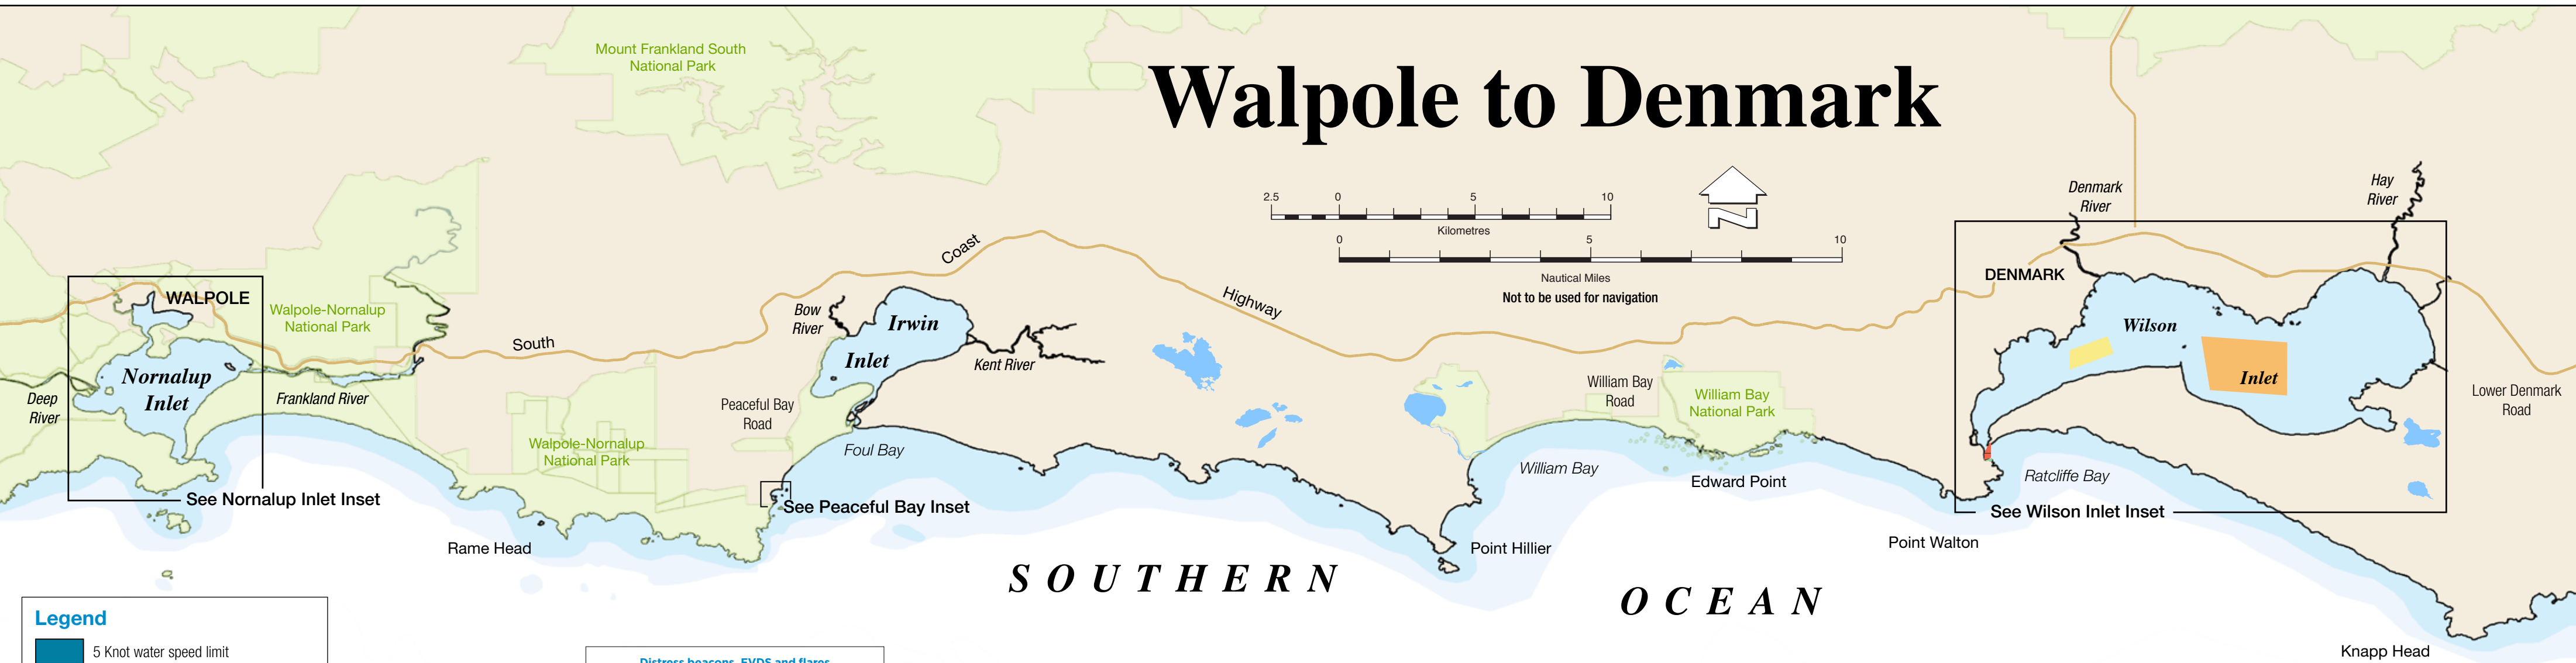 Mount Frankland South
National Park
Walpole to Denmark
2.5 0 5 10
Kilometres
0 5 10
Nautical Miles
Not to be used for navigation
N
Denmark
River
Hay
River
Coast
Highway
South
DENMARK
WALPOLE
Walpole-Nornalup
National Park
Bow
River
Irwin
Inlet
Kent River
Wilson
Inlet
Nornalup
Inlet
Deep
River
Frankland River
Peaceful Bay
Road
William Bay
Road
William Bay
National Park
Lower Denmark
Road
Walpole-Nornalup
National Park
Foul Bay
William Bay
Edward Point
Ratcliffe Bay
See Nornalup Inlet Inset
See Peaceful Bay Inset
See Wilson Inlet Inset
Rame Head
Point Hillier
Point Walton
SOUTHERN
OCEAN
Knapp Head
Legend
5 Knot water speed limit
Distress beacons, EVDS and flares